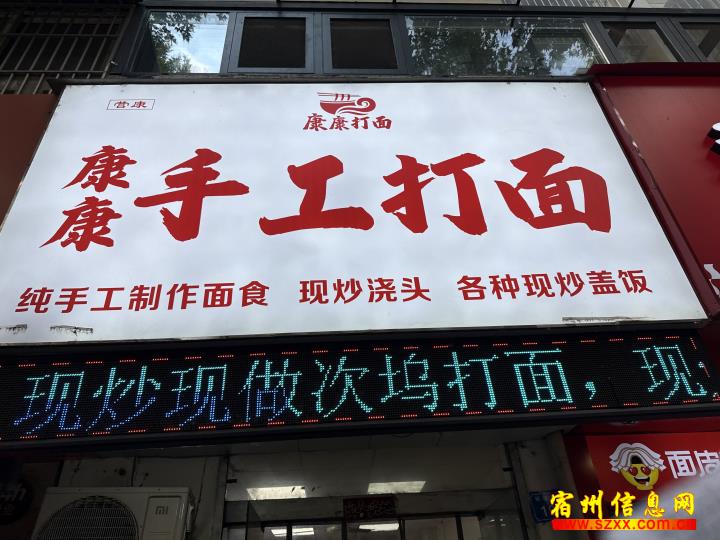 营康
康康打面
康康
手工打面
纯手工制作面食 现炒浇头 各种现炒盖饭
现炒现做次坞打面，现
面皮
宿州信息网
www.szxx.com.cn